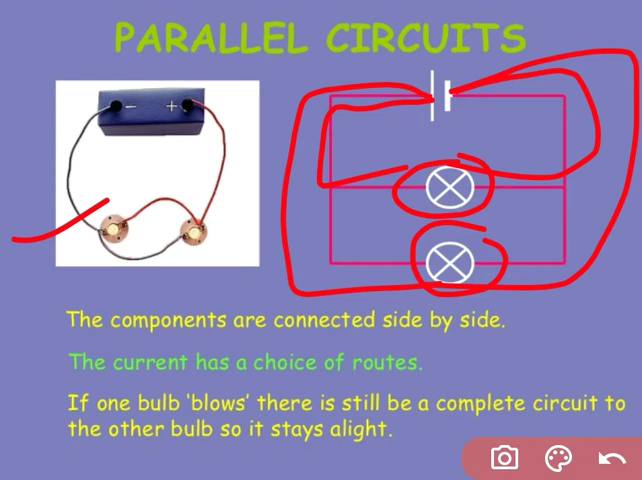 PARALLEL CIRCUITS
− +
The components are connected side by side.
The current has a choice of routes.
If one bulb ‘blows’ there is still be a complete circuit to
the other bulb so it stays alight.